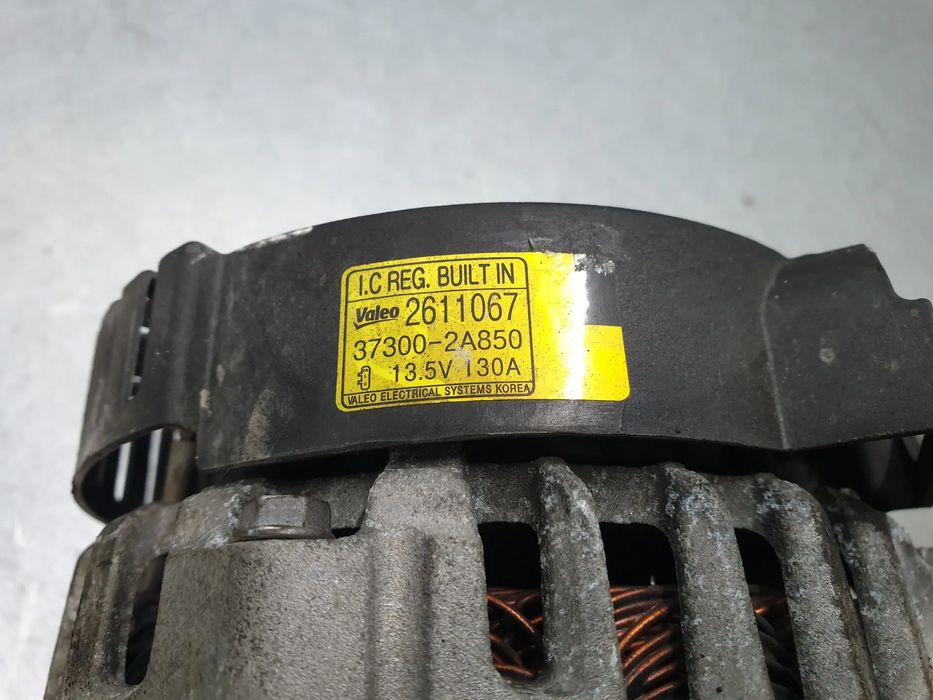 I.C REG. BUILT IN
Valeo 2611067
37300-2A850
13.5V 130A
VALEO ELECTRICAL SYSTEMS KOREA